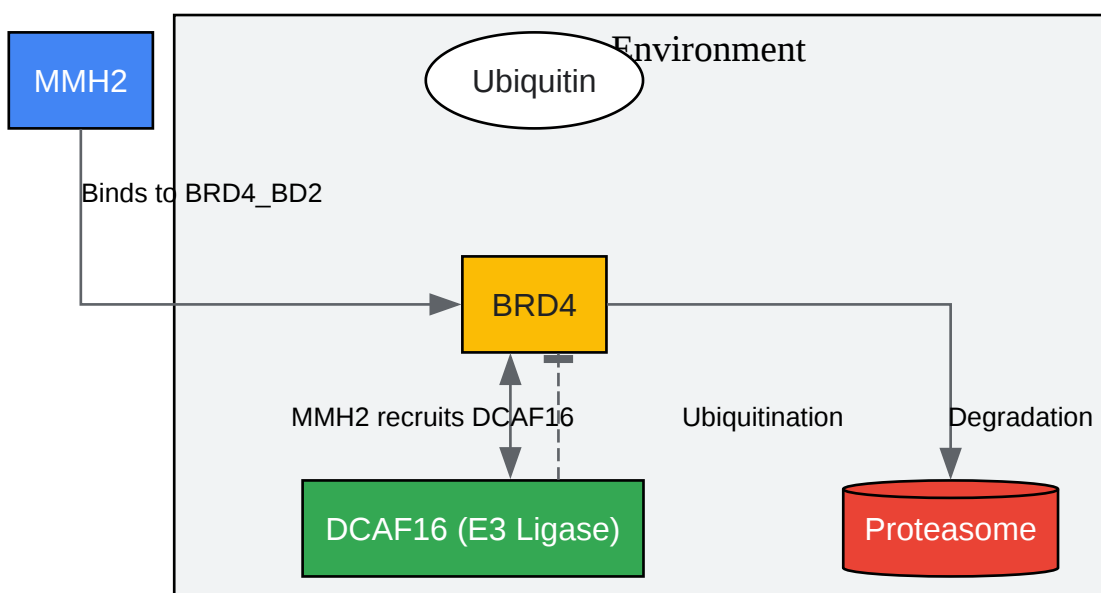 Environment
MMH2
Ubiquitin
Binds to BRD4_BD2
BRD4
MMH2 recruits DCAF16
Ubiquitination
Degradation
DCAF16 (E3 Ligase)
Proteasome